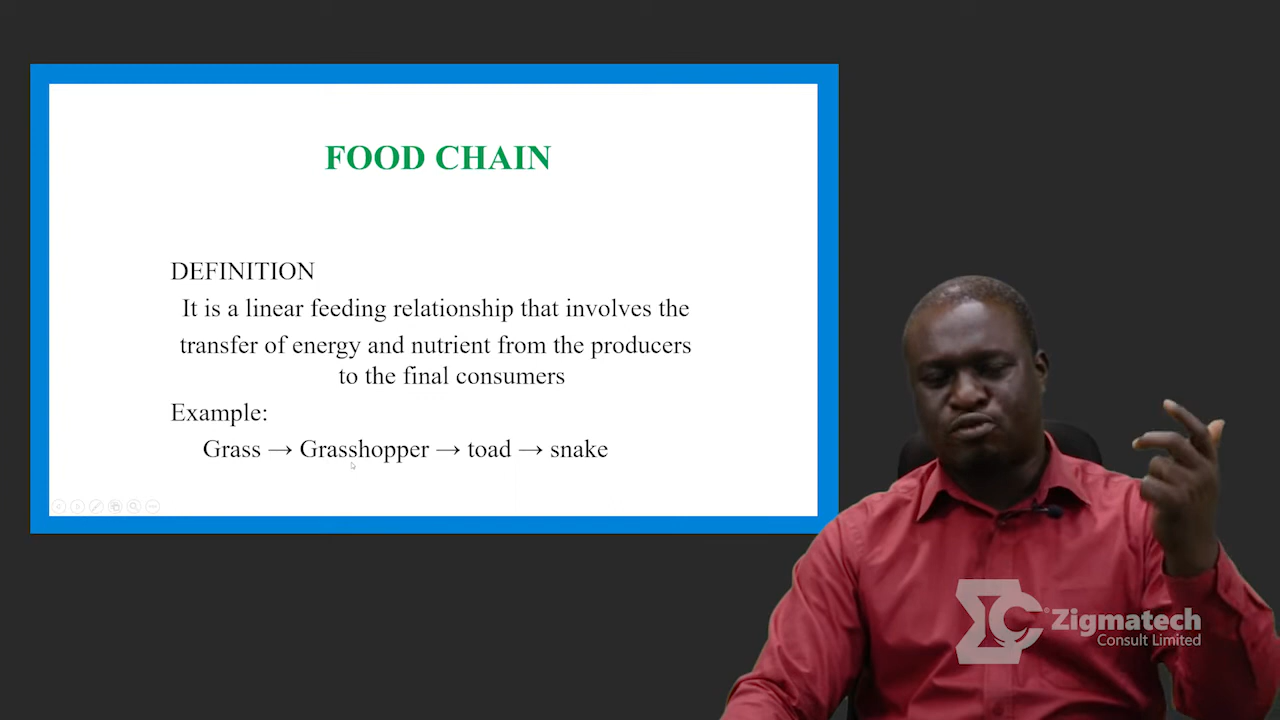 FOOD CHAIN
DEFINITION
It is a linear feeding relationship that involves the
transfer of energy and nutrient from the producers
to the final consumers
Example:
Grass → Grasshopper → toad → snake
Zigmatech
Consult Limited